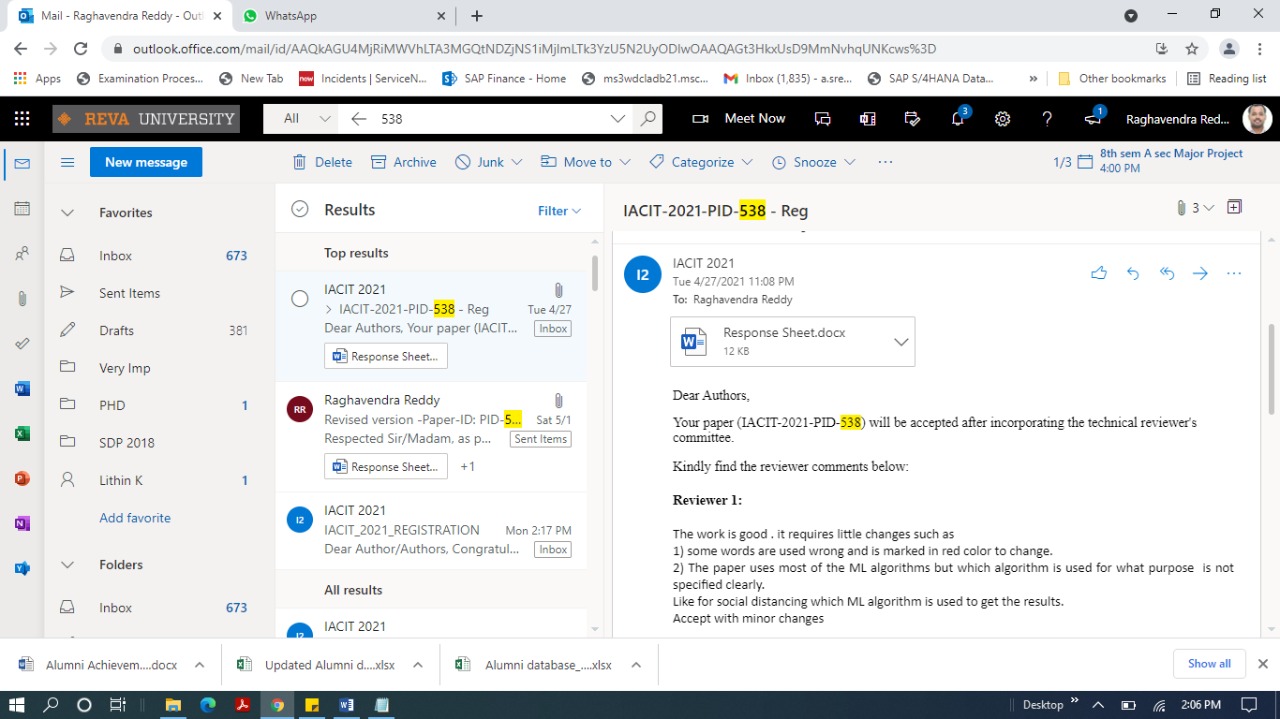 Mail - Raghavendra Reddy - Outl
WhatsApp
outlook.office.com/mail/id/AAQkAGU4MjRiMWVhLTA3MGQtNDZjNS1iMjlmLTk3YzU5N2UyODIwOAAQAGt3HkxUsD9MmNvhqUNKcws%3D
Apps Examination Proces... New Tab now Incidents | ServiceN... SAP Finance - Home ms3wdcladb21.msc... Inbox (1,835) - a.sre... SAP S/4HANA Data... » Other bookmarks Reading list
REVA UNIVERSITY All 538 Meet Now 3 1 Raghavendra Red...
New message Delete Archive Junk Move to Categorize Snooze ... 1/3 8th sem A sec Major Project
4:00 PM
Favorites
Inbox 673
Sent Items
Drafts 381
Very Imp
PHD 1
SDP 2018
Lithin K 1
Add favorite
Folders
Inbox 673
Results Filter
Top results
IACIT 2021
> IACIT-2021-PID-538 - Reg Tue 4/27
Dear Authors, Your paper (IACIT... Inbox
Response Sheet...
RR Raghavendra Reddy
Revised version -Paper-ID: PID-5... Sat 5/1
Respected Sir/Madam, as p... Sent Items
Response Sheet... +1
I2 IACIT 2021
IACIT_2021_REGISTRATION Mon 2:17 PM
Dear Author/Authors, Congratul... Inbox
All results
I2 IACIT 2021
IACIT-2021-PID-538 - Reg 3
I2 IACIT 2021
Tue 4/27/2021 11:08 PM
To: Raghavendra Reddy
Response Sheet.docx
12 KB
Dear Authors,
Your paper (IACIT-2021-PID-538) will be accepted after incorporating the technical reviewer's
committee.
Kindly find the reviewer comments below:
Reviewer 1:
The work is good . it requires little changes such as
1) some words are used wrong and is marked in red color to change.
2) The paper uses most of the ML algorithms but which algorithm is used for what purpose is not
specified clearly.
Like for social distancing which ML algorithm is used to get the results.
Accept with minor changes
Alumni Achievem....docx Updated Alumni d....xlsx Alumni database_....xlsx Show all
Desktop » 2:06 PM